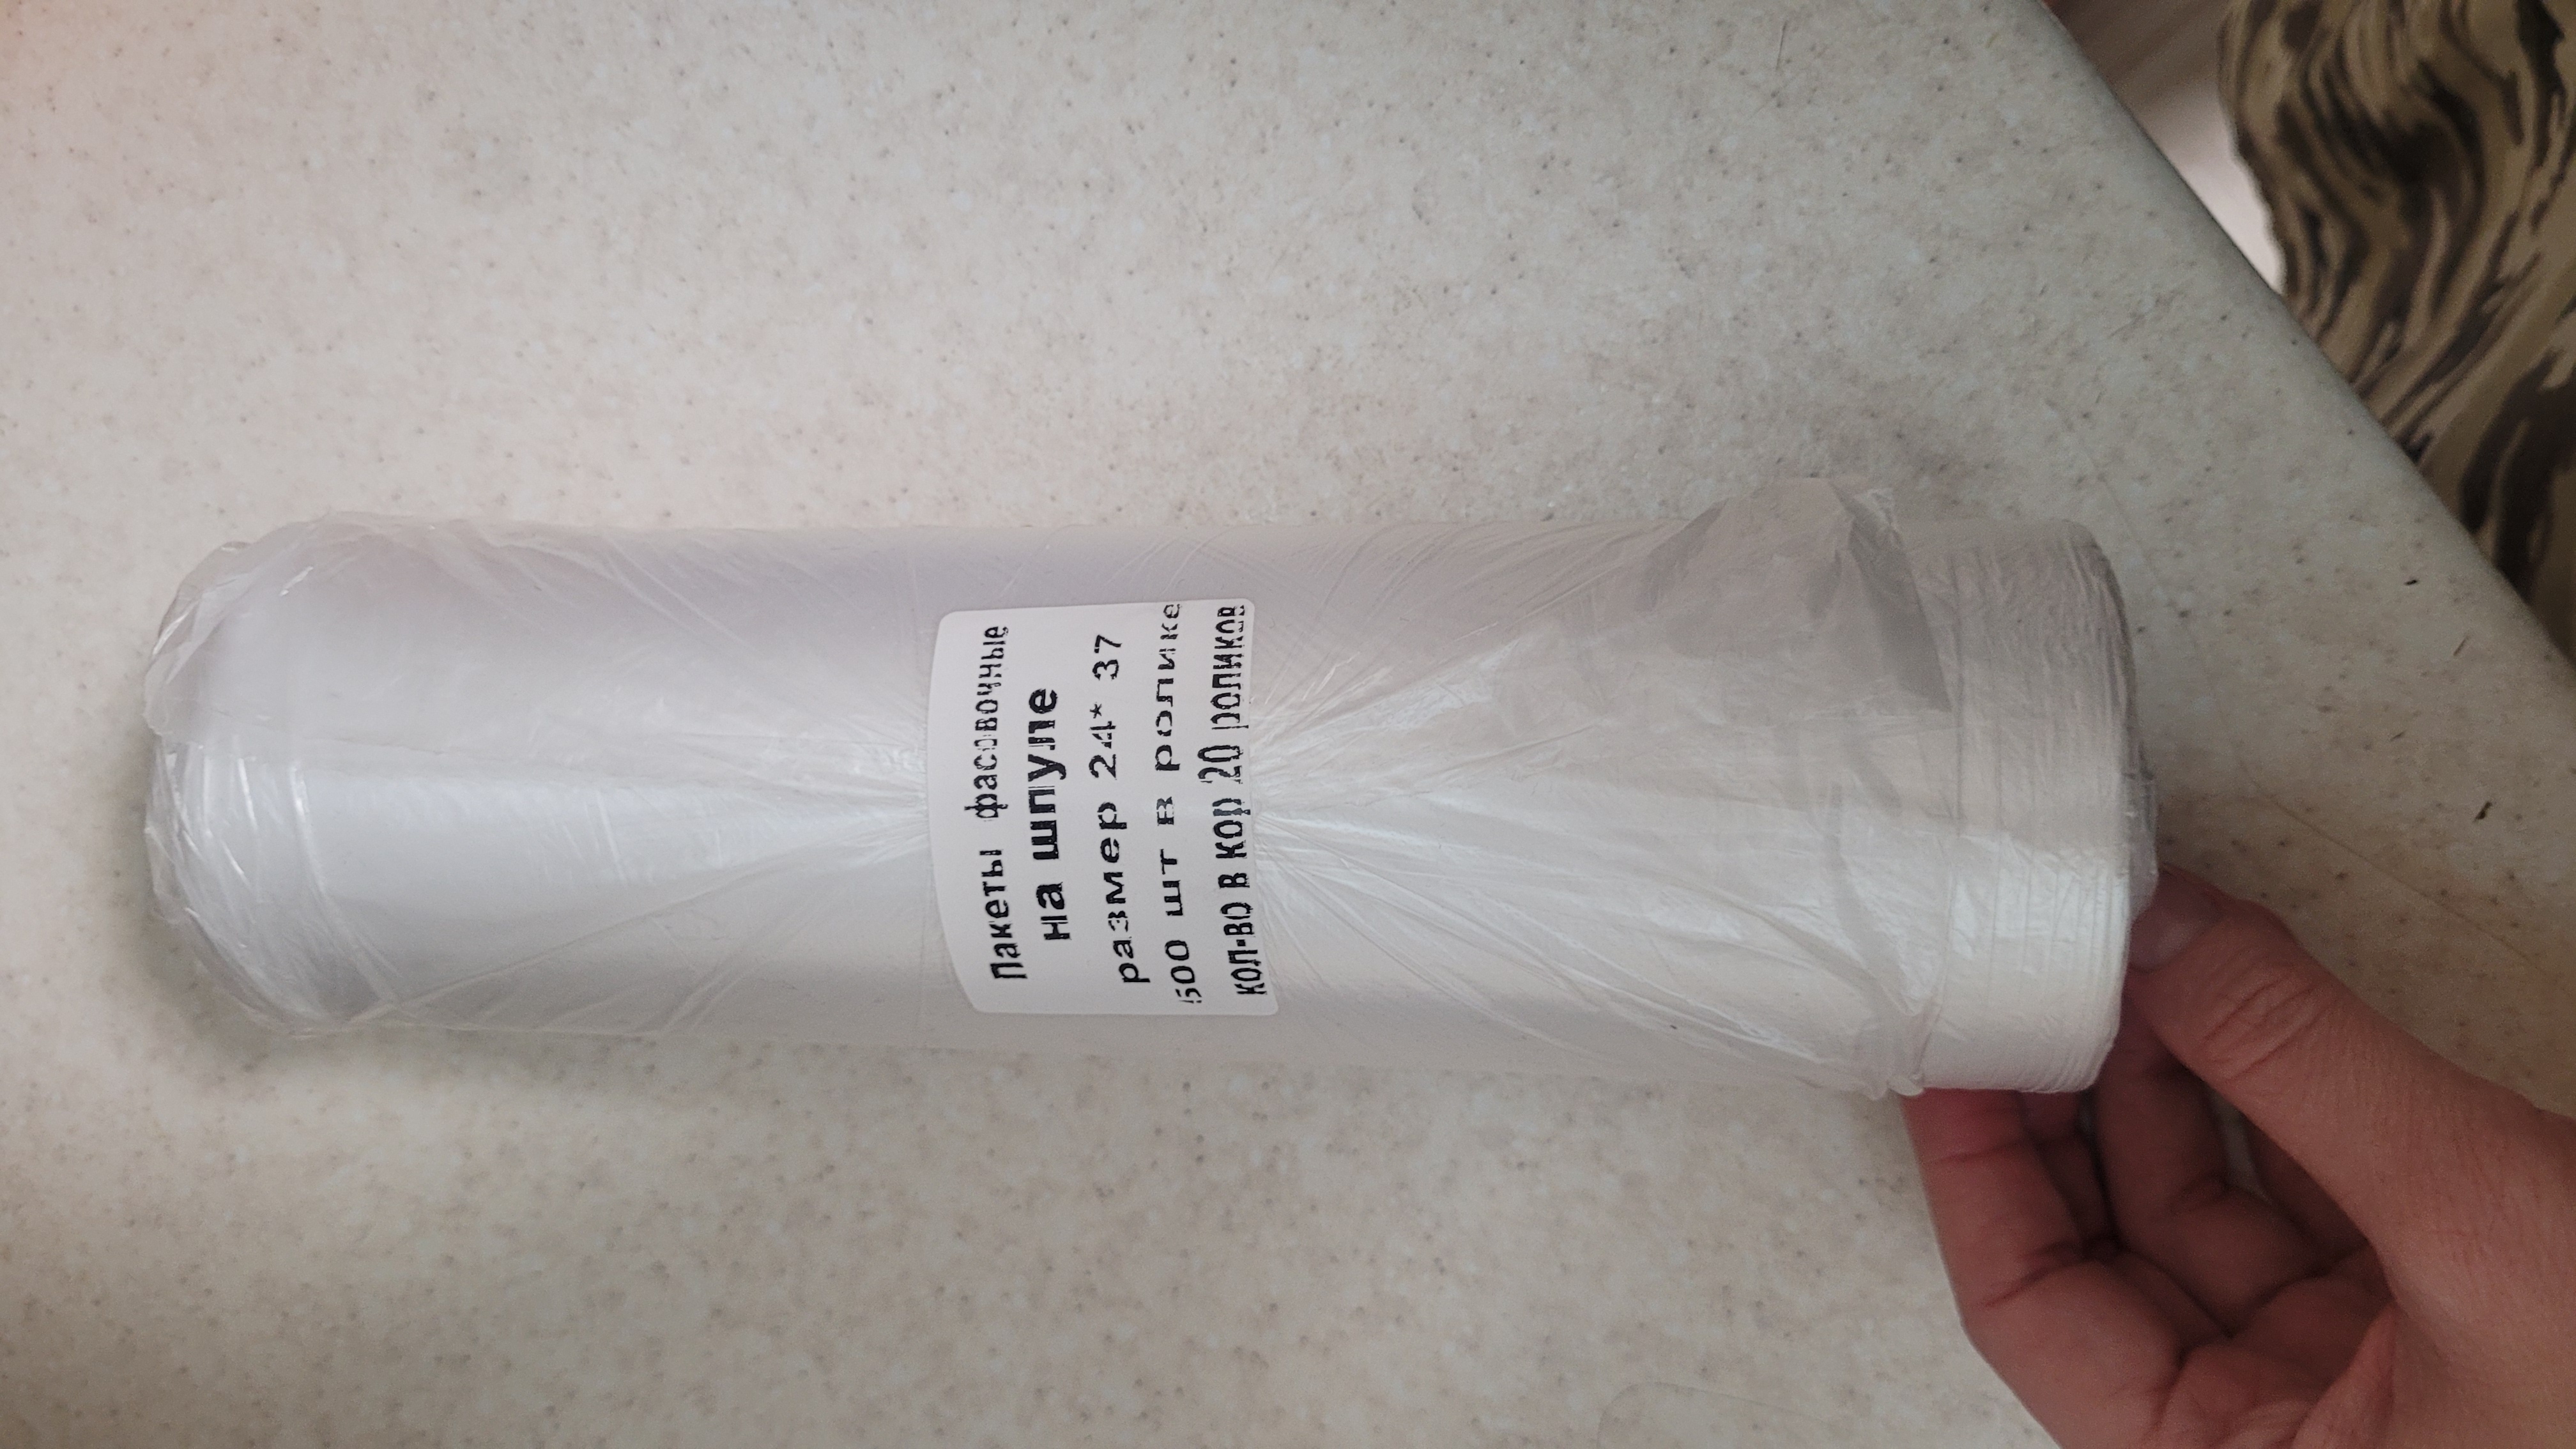 Пакеты фасовочные
на шпуле
размер 24* 37
500 шт в ролике
кол-во в кор 20 роликов